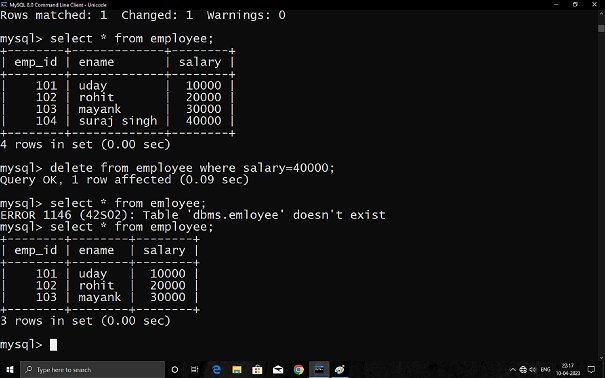 MySQL 8.0 Command Line Client - Unicode
Rows matched: 1  Changed: 1  Warnings: 0
mysql> select * from employee;
+--------+-------------+--------+
| emp_id | ename       | salary |
+--------+-------------+--------+
|    101 | uday        |  10000 |
|    102 | rohit       |  20000 |
|    103 | mayank      |  30000 |
|    104 | suraj singh |  40000 |
+--------+-------------+--------+
4 rows in set (0.00 sec)
mysql> delete from employee where salary=40000;
Query OK, 1 row affected (0.09 sec)
mysql> select * from emloyee;
ERROR 1146 (42S02): Table 'dbms.emloyee' doesn't exist
mysql> select * from employee;
+--------+--------+--------+
| emp_id | ename  | salary |
+--------+--------+--------+
|    101 | uday   |  10000 |
|    102 | rohit  |  20000 |
|    103 | mayank |  30000 |
+--------+--------+--------+
3 rows in set (0.00 sec)
mysql>
Type here to search
ENG
23:17
10-04-2023